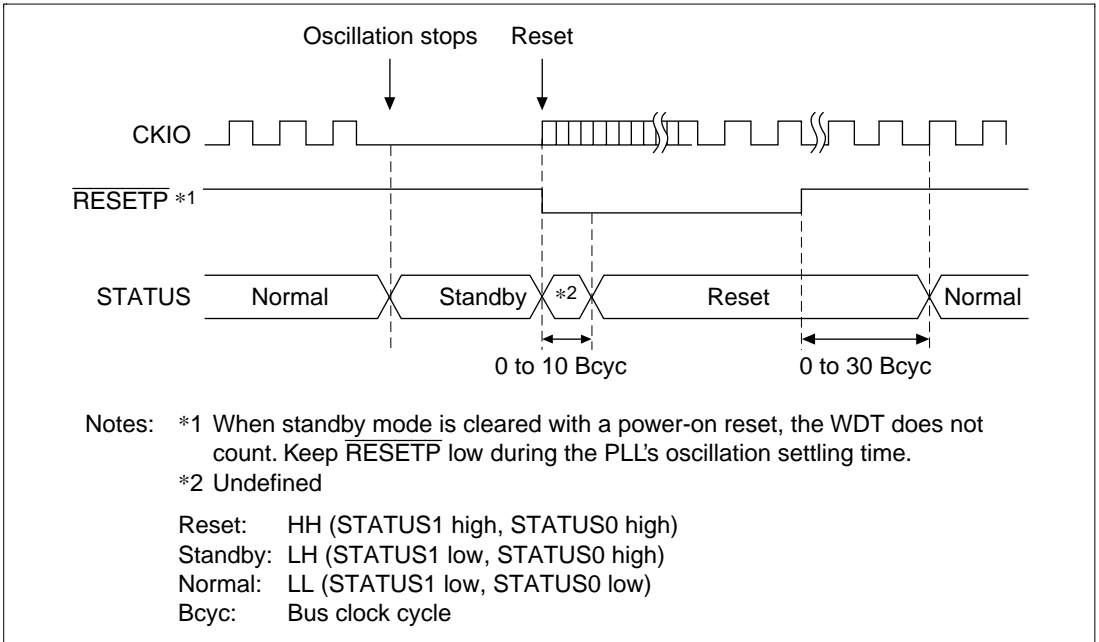 Oscillation stops Reset
CKIO
RESETP *1
STATUS Normal Standby *2 Reset Normal
0 to 10 Bcyc 0 to 30 Bcyc
Notes: *1 When standby mode is cleared with a power-on reset, the WDT does not
count. Keep RESETP low during the PLL's oscillation settling time.
*2 Undefined
Reset: HH (STATUS1 high, STATUS0 high)
Standby: LH (STATUS1 low, STATUS0 high)
Normal: LL (STATUS1 low, STATUS0 low)
Bcyc: Bus clock cycle